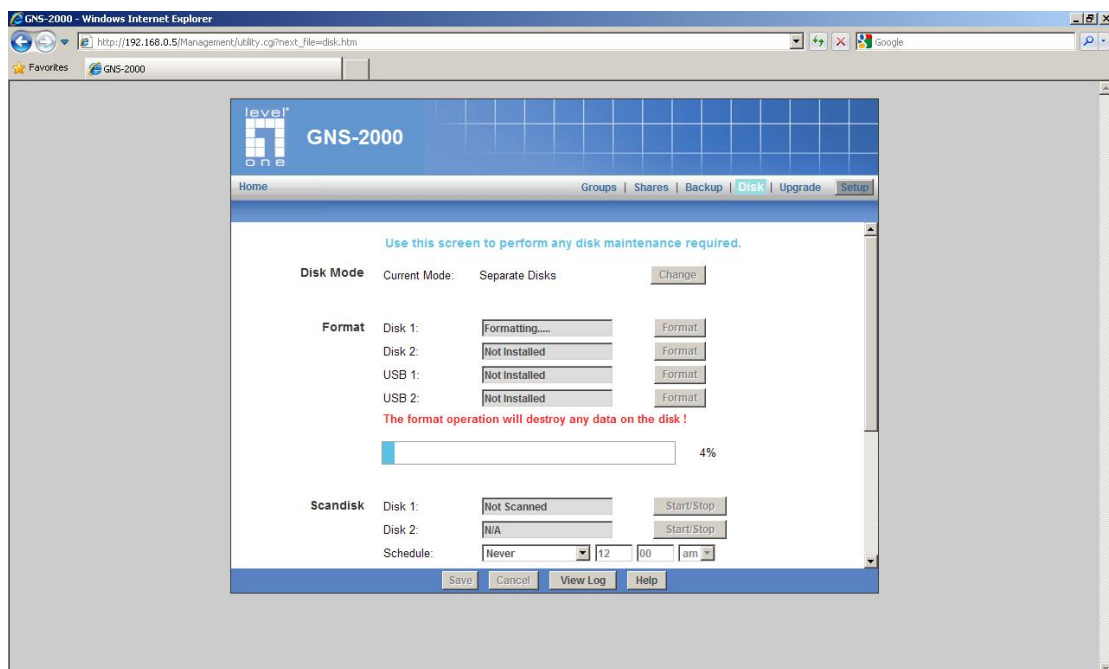 GNS-2000 - Windows Internet Explorer
http://192.168.0.5/Management/utility.cgi?next_file=disk.htm
Google
Favorites GNS-2000
level one
GNS-2000
Home Groups | Shares | Backup | Disk | Upgrade Setup
Use this screen to perform any disk maintenance required.
Disk Mode Current Mode: Separate Disks Change
Format Disk 1: Formatting..... Format
Disk 2: Not Installed Format
USB 1: Not Installed Format
USB 2: Not Installed Format
The format operation will destroy any data on the disk !
4%
Scandisk Disk 1: Not Scanned Start/Stop
Disk 2: N/A Start/Stop
Schedule: Never 12 00 am
Save Cancel View Log Help